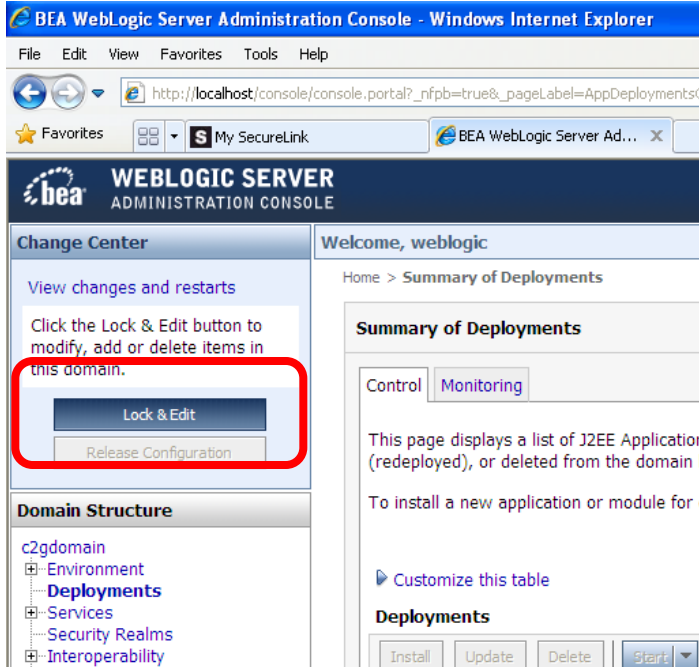 BEA WebLogic Server Administration Console - Windows Internet Explorer
File Edit View Favorites Tools Help
http://localhost/console/console.portal?_nfpb=true&_pageLabel=AppDeployments
Favorites My SecureLink BEA WebLogic Server Ad...
bea WEBLOGIC SERVER
ADMINISTRATION CONSOLE
Change Center
View changes and restarts
Click the Lock & Edit button to
modify, add or delete items in
this domain.
Lock & Edit
Release Configuration
Domain Structure
c2gdomain
Environment
Deployments
Services
Security Realms
Interoperability
Welcome, weblogic
Home > Summary of Deployments
Summary of Deployments
Control Monitoring
This page displays a list of J2EE Application
(redeployed), or deleted from the domain
To install a new application or module for
Customize this table
Deployments
Install Update Delete Start